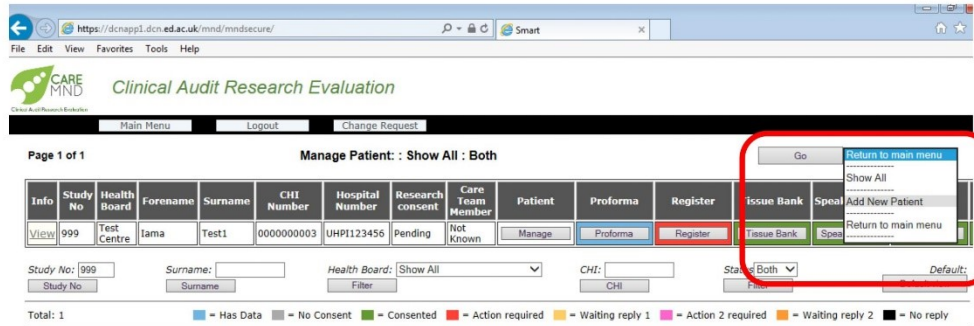 https://dcnapp1.dcn.ed.ac.uk/mnd/mndsecure/
Smart
File Edit View Favorites Tools Help
CARE
MND
Clinical Audit Research Evaluation
Clinical Audit Research Evaluation
Main Menu Logout Change Request
Page 1 of 1 Manage Patient: : Show All : Both Go Return to main menu
--------------
Show All
--------------
Add New Patient
--------------
Return to main menu
--------------
Info Study No Health Board Forename Surname CHI Number Hospital Number Research consent Care Team Member Patient Proforma Register Tissue Bank
View 999 Test Centre Iama Test1 0000000003 UHPI123456 Pending Not Known Manage Proforma Register Tissue Bank
Study No: 999 Surname: Health Board: Show All CHI: Status Both Default:
Study No Surname Filter CHI Filter
Total: 1 = Has Data = No Consent = Consented = Action required = Waiting reply 1 = Action 2 required = Waiting reply 2 = No reply